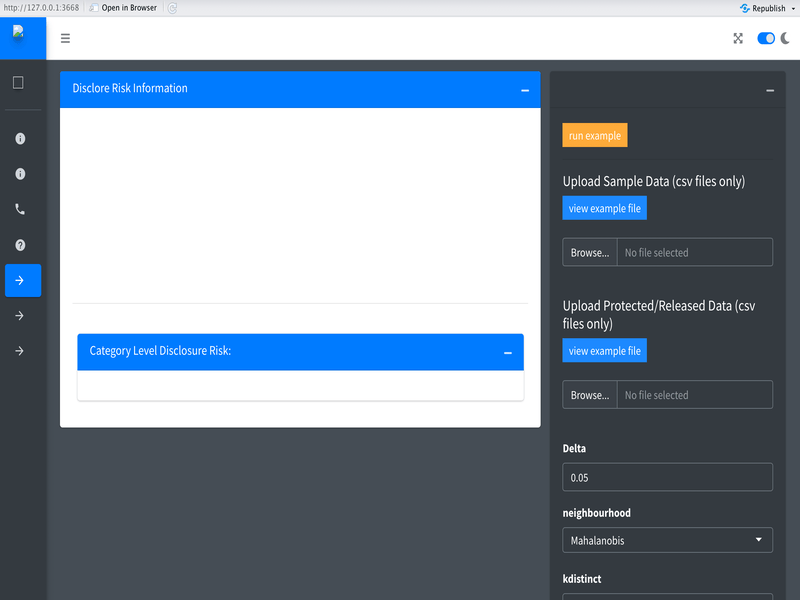 http://127.0.0.1:3668 Open in Browser Republish
Disclore Risk Information
Category Level Disclosure Risk:
run example
Upload Sample Data (csv files only)
view example file
Browse... No file selected
Upload Protected/Released Data (csv
files only)
view example file
Browse... No file selected
Delta
0.05
neighbourhood
Mahalanobis
kdistinct